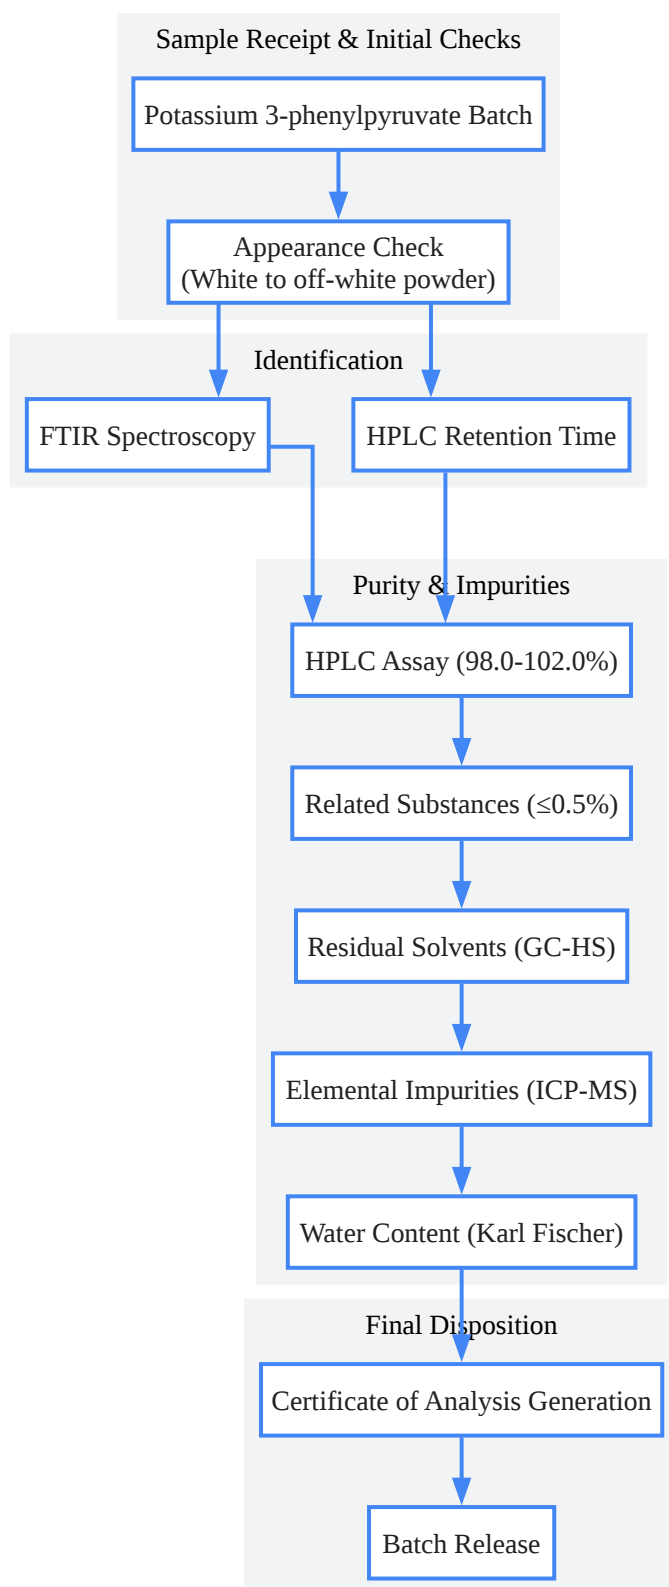 Sample Receipt & Initial Checks
Potassium 3-phenylpyruvate Batch
Appearance Check
(White to off-white powder)
Identification
FTIR Spectroscopy
HPLC Retention Time
Purity & Impurities
HPLC Assay (98.0-102.0%)
Related Substances (≤0.5%)
Residual Solvents (GC-HS)
Elemental Impurities (ICP-MS)
Water Content (Karl Fischer)
Final Disposition
Certificate of Analysis Generation
Batch Release